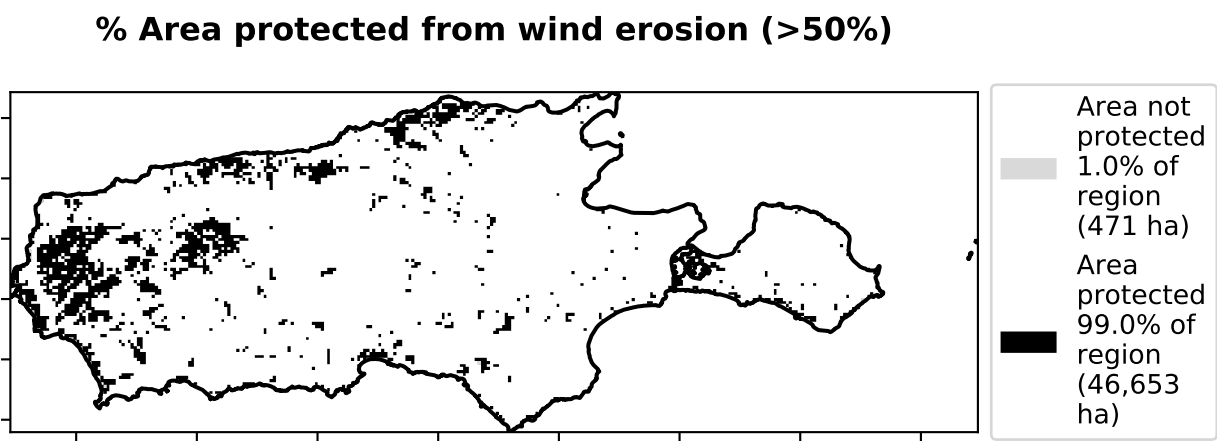 % Area protected from wind erosion (>50%)
Area not
protected
1.0% of
region
(471 ha)
Area
protected
99.0% of
region
(46,653
ha)